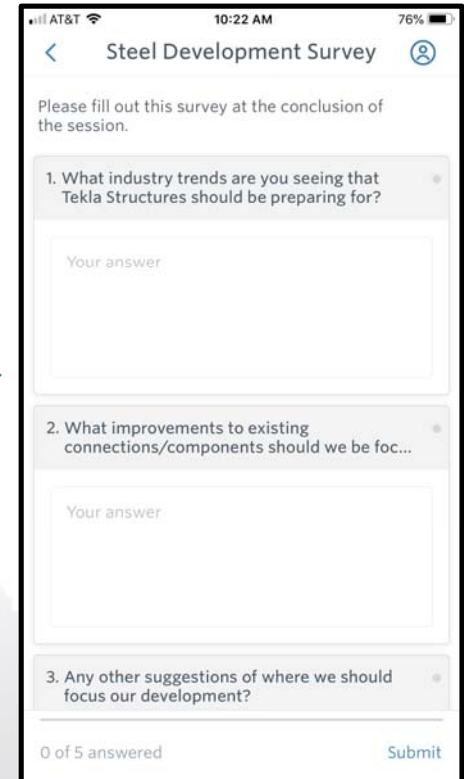 AT&T 10:22 AM 76%
Steel Development Survey
Please fill out this survey at the conclusion of
the session.
1. What industry trends are you seeing that
Tekla Structures should be preparing for?
Your answer
2. What improvements to existing
connections/components should we be foc...
Your answer
3. Any other suggestions of where we should
focus our development?
0 of 5 answered Submit